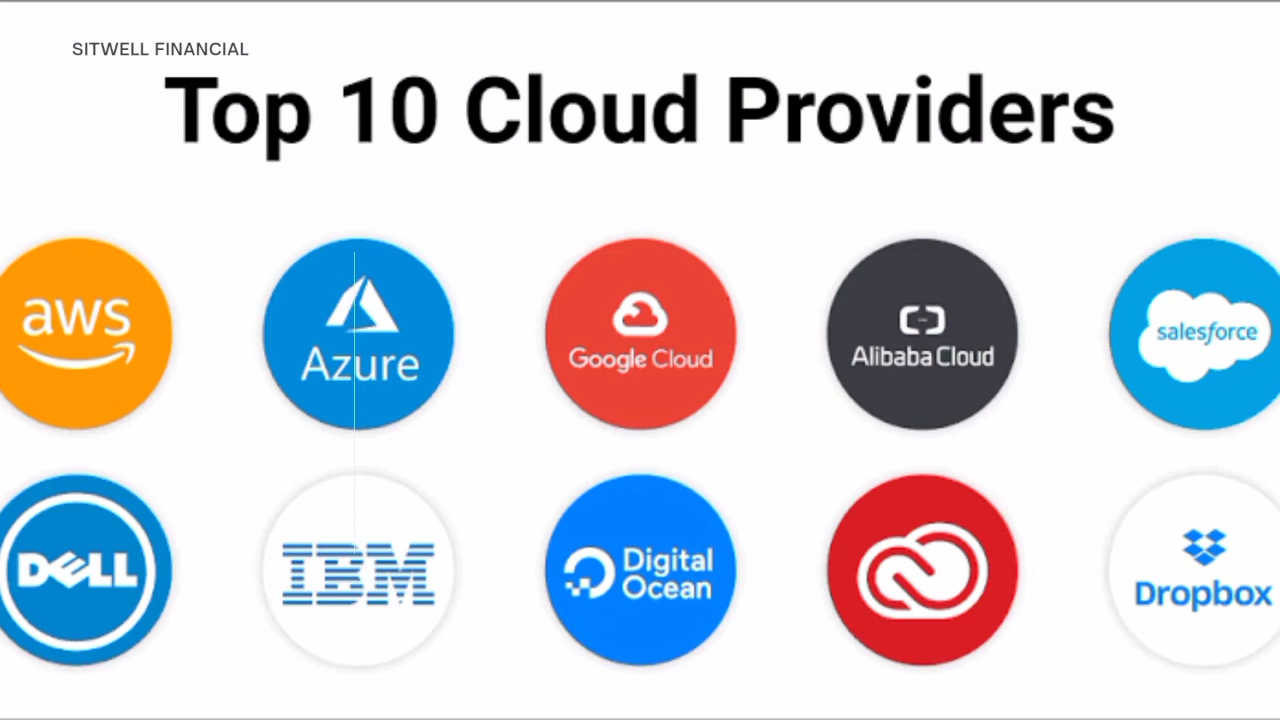 SITWELL FINANCIAL
Top 10 Cloud Providers
aws
Azure
Google Cloud
Alibaba Cloud
salesforce
DELL
IBM
Digital
Ocean
Dropbox